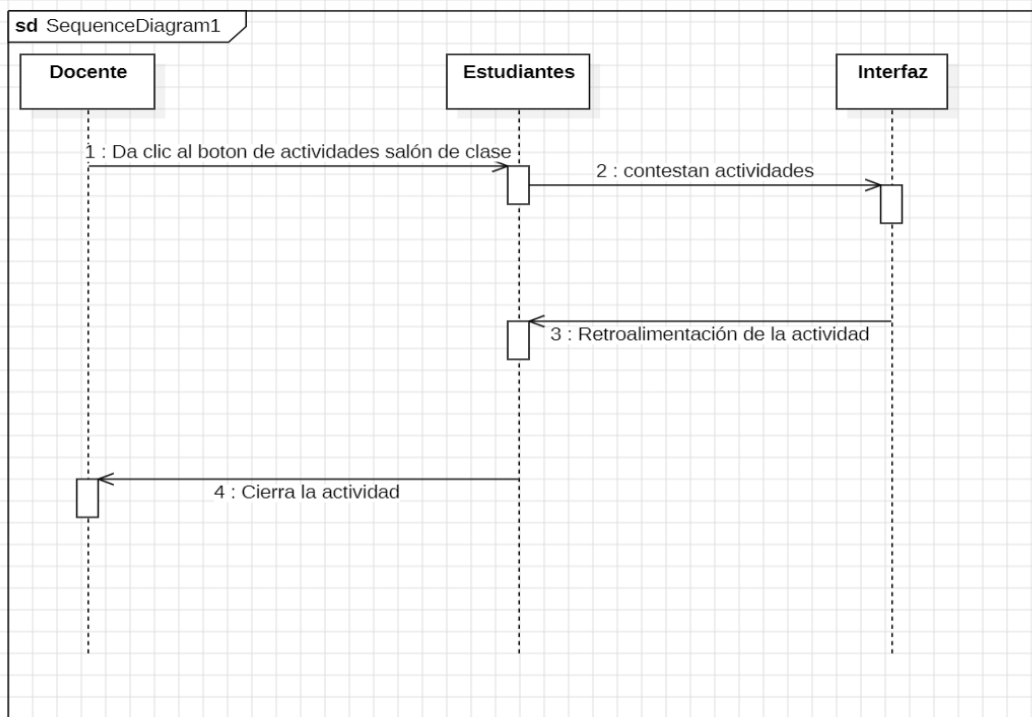 sd SequenceDiagram1
Docente
Estudiantes
Interfaz
1 : Da clic al boton de actividades salón de clase
2 : contestan actividades
3 : Retroalimentación de la actividad
4 : Cierra la actividad